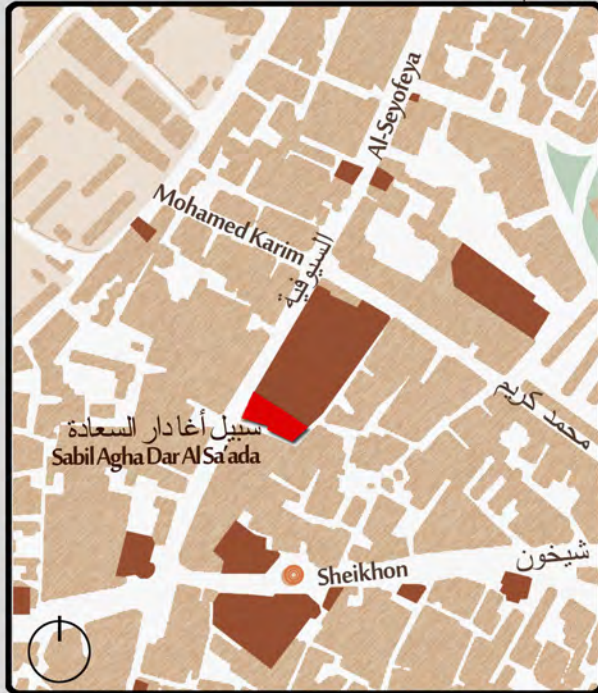 Al-Seyofeya
Mohamed Karim
السيوفية
محمد كريم
سبيل أغا دار السعادة
Sabil Agha Dar Al Sa'ada
شيخون
Sheikhon